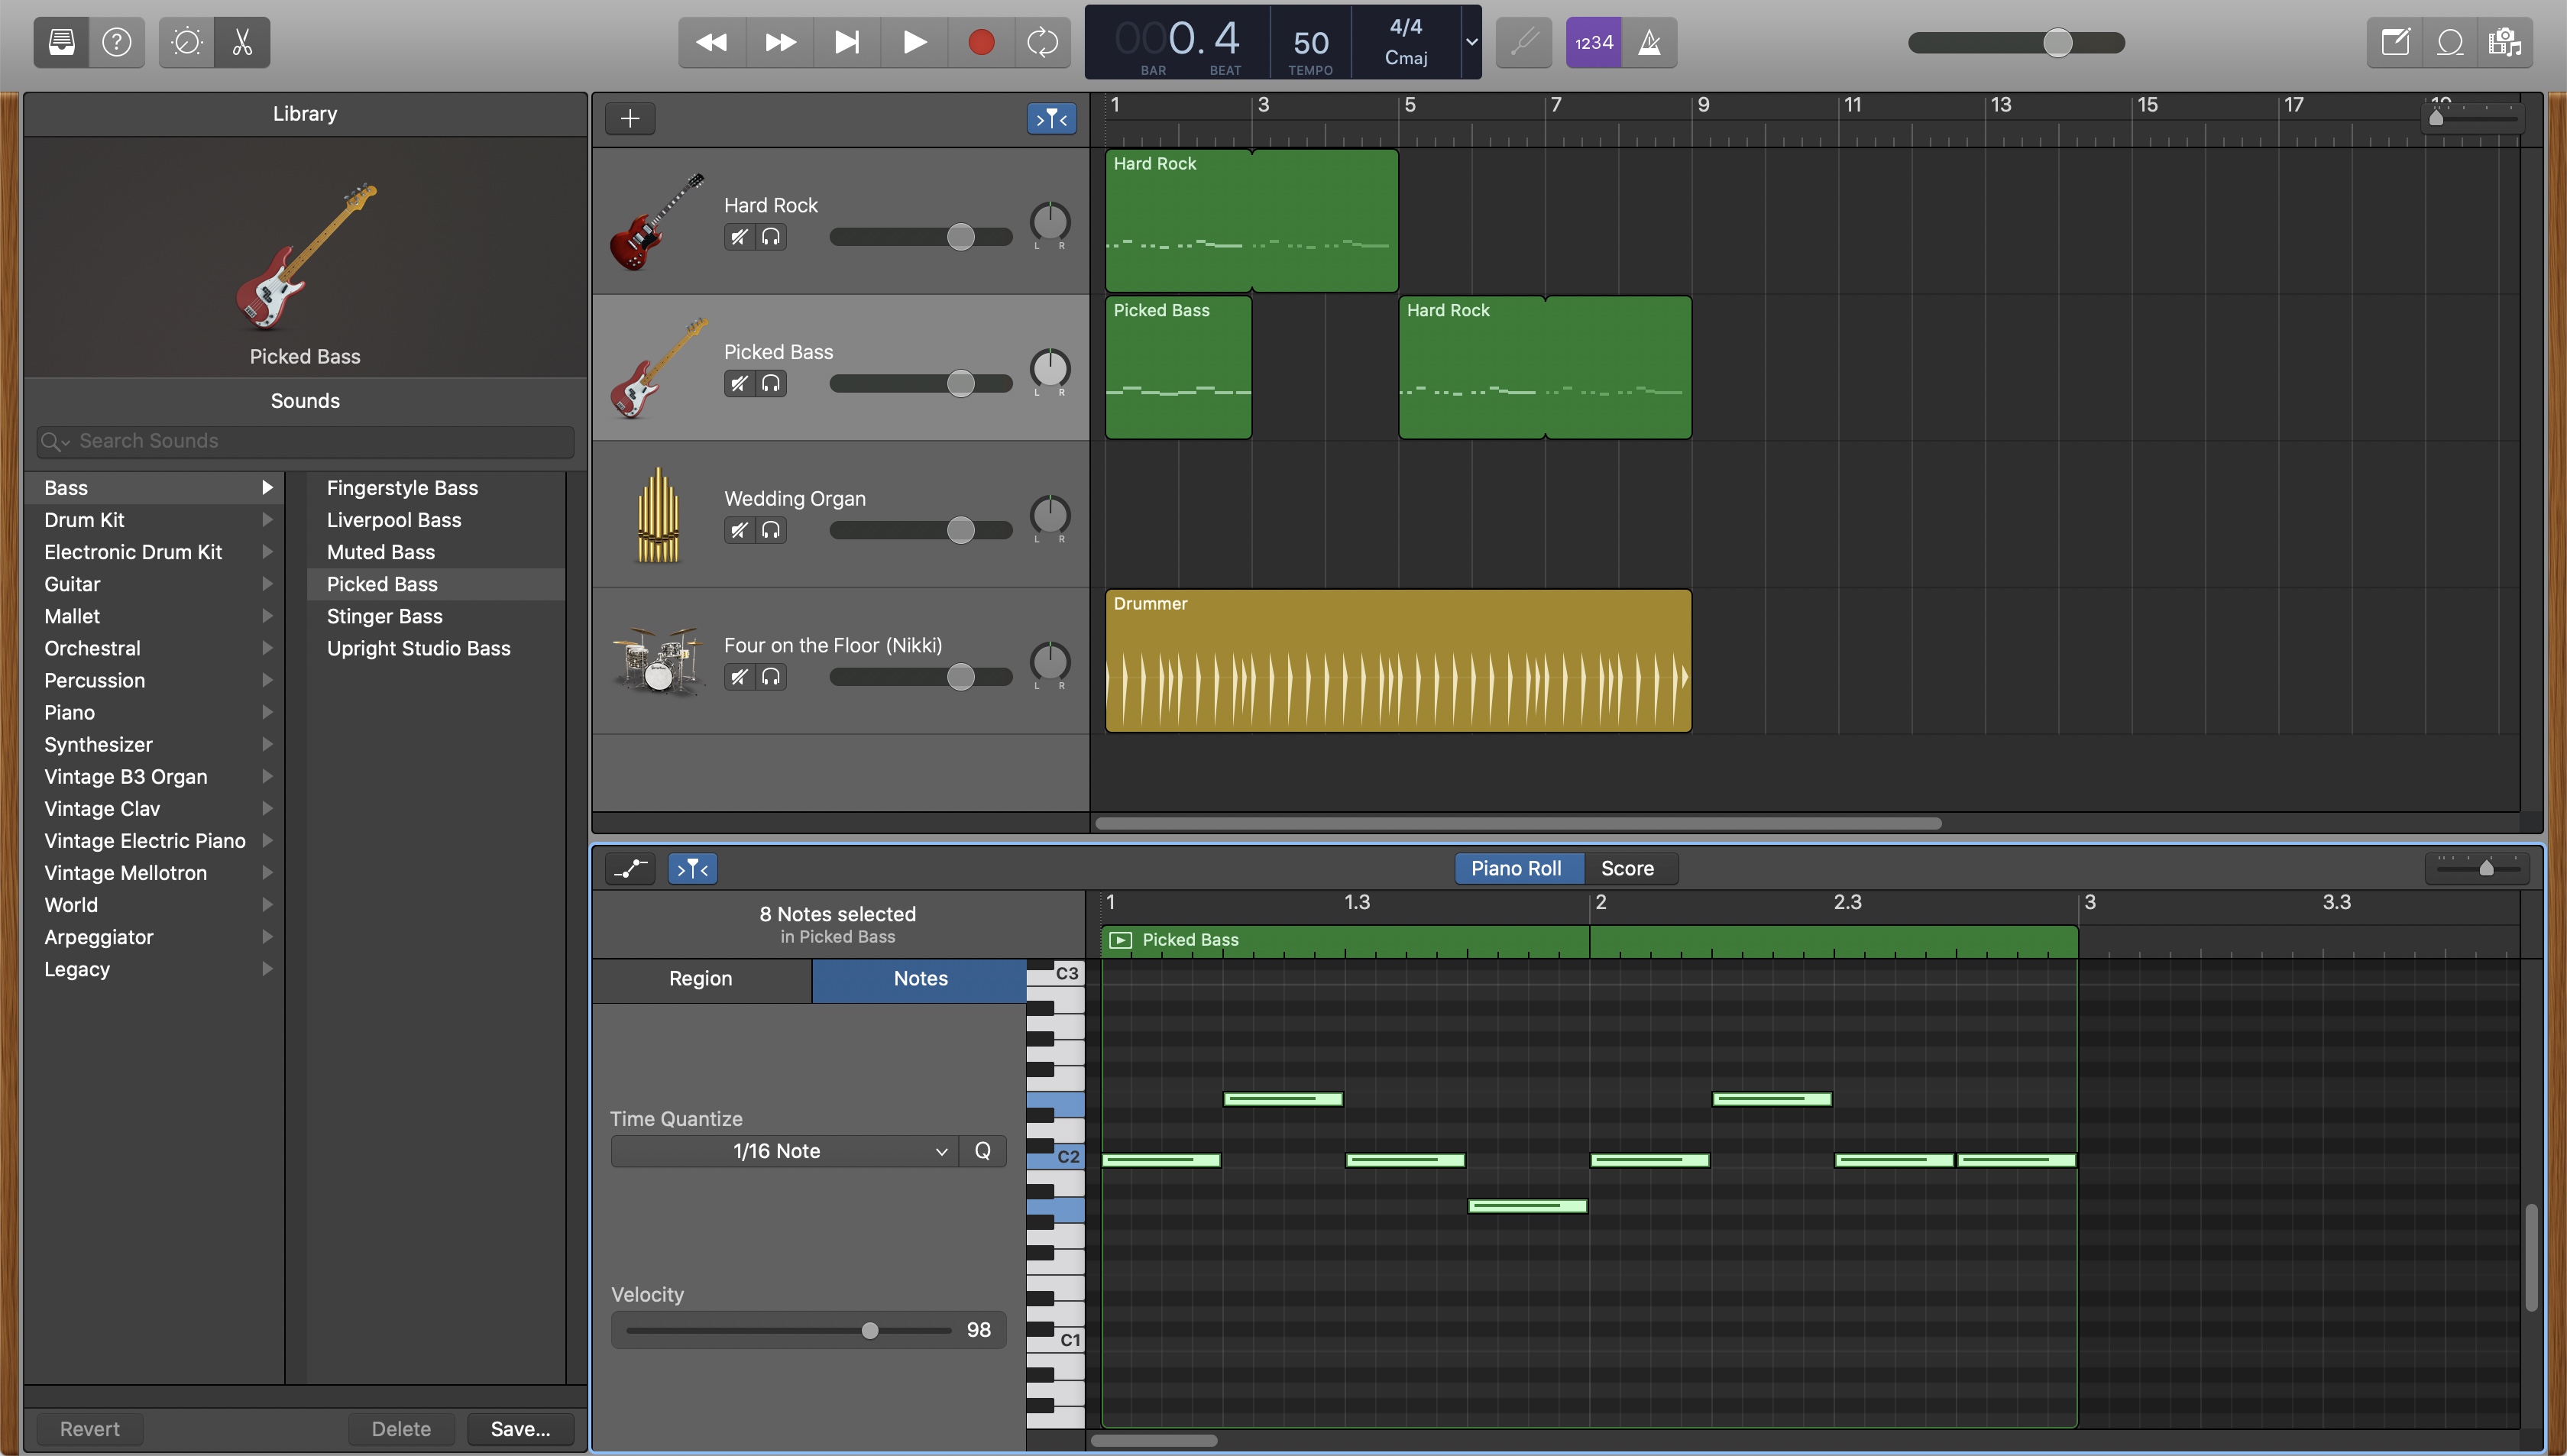 000.4
BAR
BEAT
50
TEMPO
4/4
Cmaj
1234
Library
Picked Bass
Sounds
Search Sounds
Bass
Drum Kit
Electronic Drum Kit
Guitar
Mallet
Orchestral
Percussion
Piano
Synthesizer
Vintage B3 Organ
Vintage Clav
Vintage Electric Piano
Vintage Mellotron
World
Arpeggiator
Legacy
Fingerstyle Bass
Liverpool Bass
Muted Bass
Picked Bass
Stinger Bass
Upright Studio Bass
Revert
Delete
Save...
1 3 5 7 9 11 13 15 17 19
Hard Rock
L R
Hard Rock
Picked Bass
L R
Picked Bass
Hard Rock
Wedding Organ
L R
Four on the Floor (Nikki)
L R
Drummer
Piano Roll
Score
8 Notes selected
in Picked Bass
1 1.3 2 2.3 3 3.3
Picked Bass
Region
Notes
Time Quantize
1/16 Note
Q
Velocity
98
C3
C2
C1